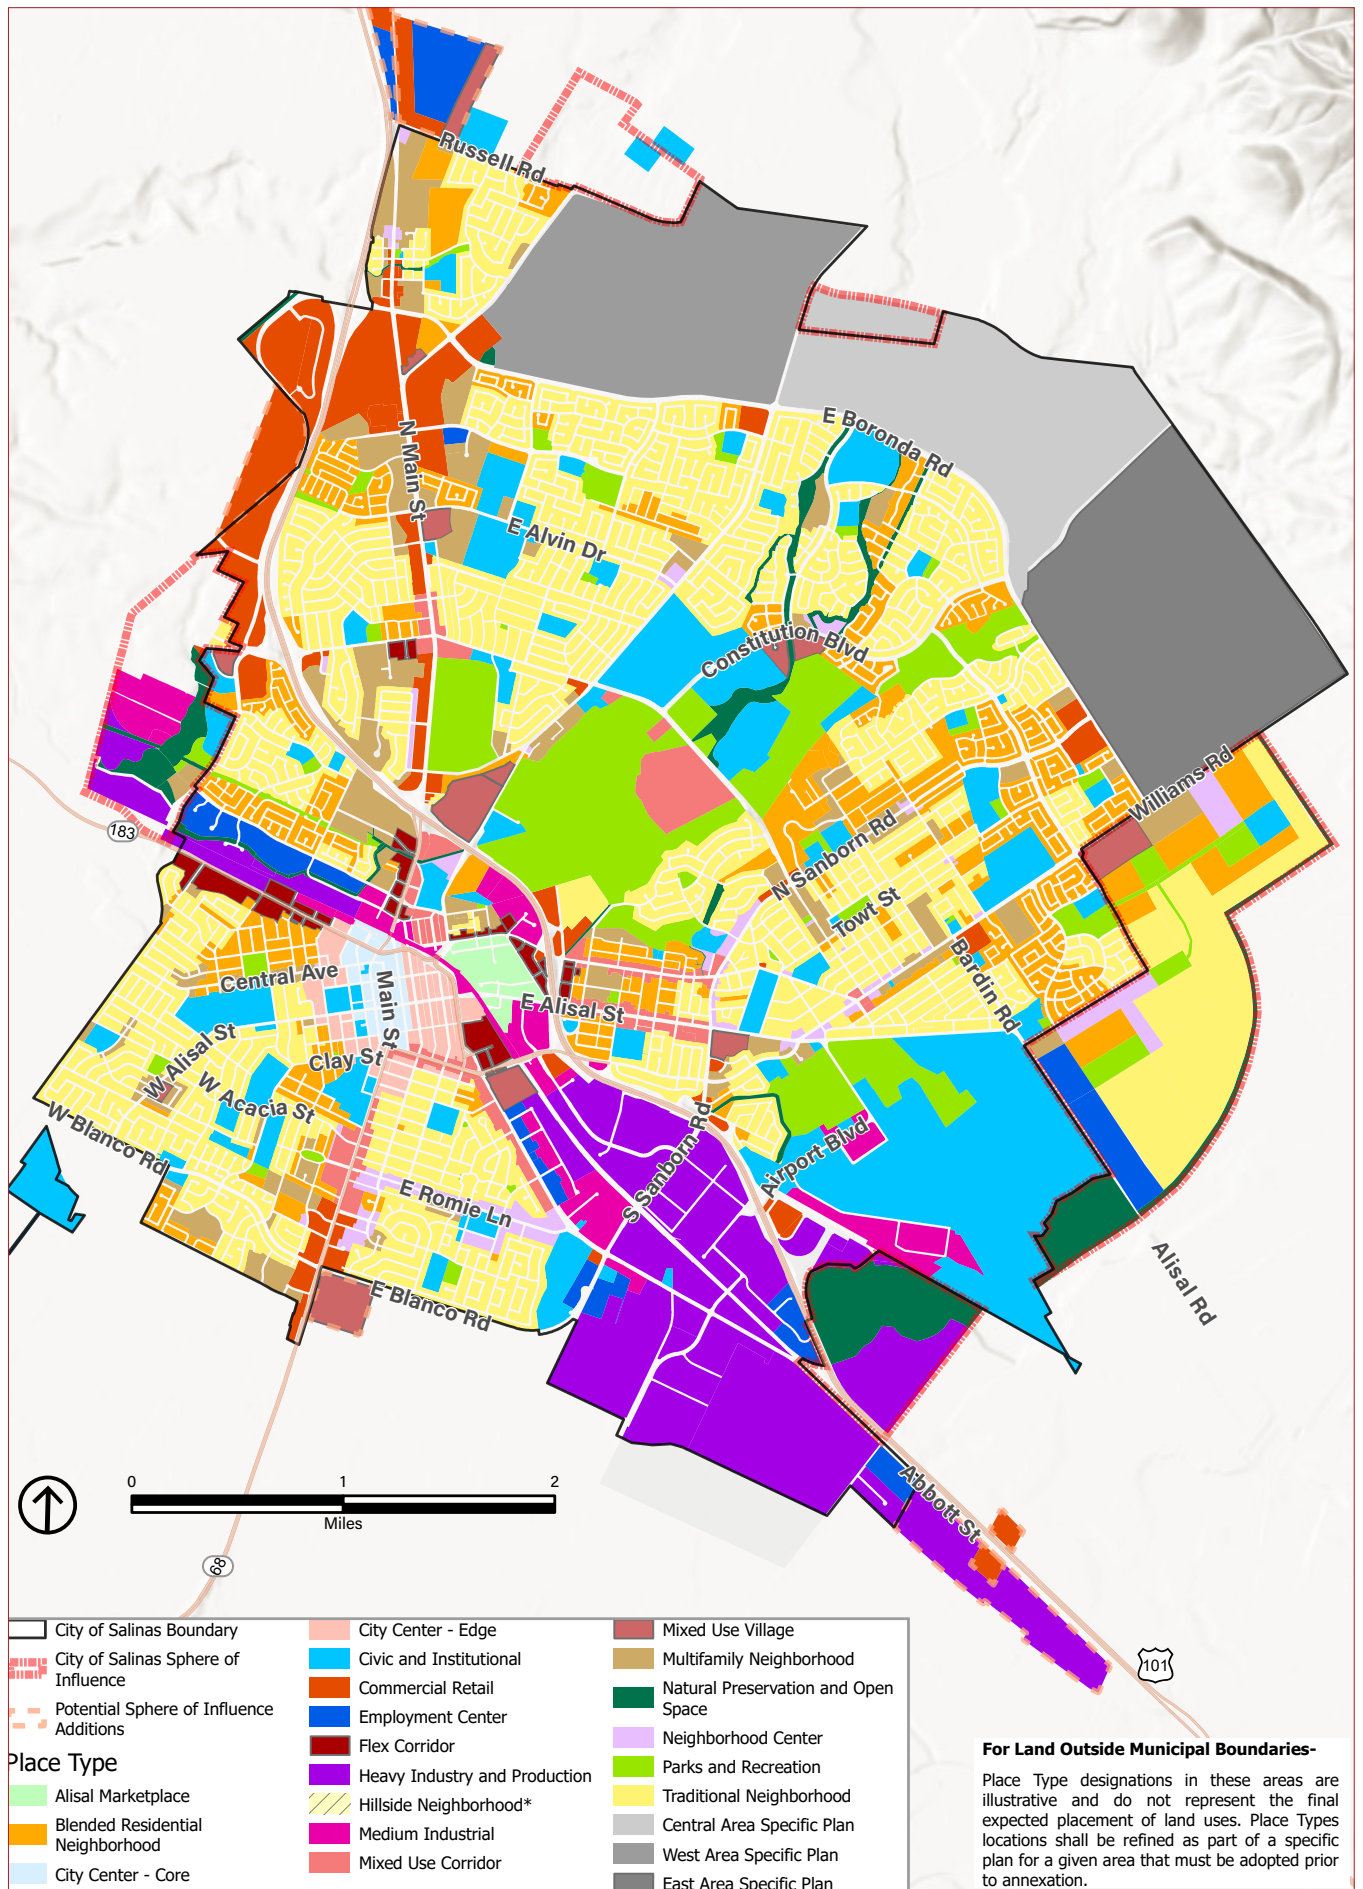 Russell Rd
N Main St
E Boronda Rd
E Alvin Dr
Constitution Blvd
Williams Rd
183
N Sanborn Rd
Towt St
Bardin Rd
Central Ave
Main St
E Alisal St
W Alisal St
Clay St
W Acacia St
W Blanco Rd
S Sanborn Rd
Airport Blvd
E Romie Ln
Alisal Rd
E Blanco Rd
Abbott St
0 1 2
Miles
68
101
City of Salinas Boundary
City of Salinas Sphere of
Influence
Potential Sphere of Influence
Additions
Place Type
Alisal Marketplace
Blended Residential
Neighborhood
City Center - Core
City Center - Edge
Civic and Institutional
Commercial Retail
Employment Center
Flex Corridor
Heavy Industry and Production
Hillside Neighborhood*
Medium Industrial
Mixed Use Corridor
Mixed Use Village
Multifamily Neighborhood
Natural Preservation and Open
Space
Neighborhood Center
Parks and Recreation
Traditional Neighborhood
Central Area Specific Plan
West Area Specific Plan
East Area Specific Plan
For Land Outside Municipal Boundaries-
Place Type designations in these areas are
illustrative and do not represent the final
expected placement of land uses. Place Types
locations shall be refined as part of a specific
plan for a given area that must be adopted prior
to annexation.